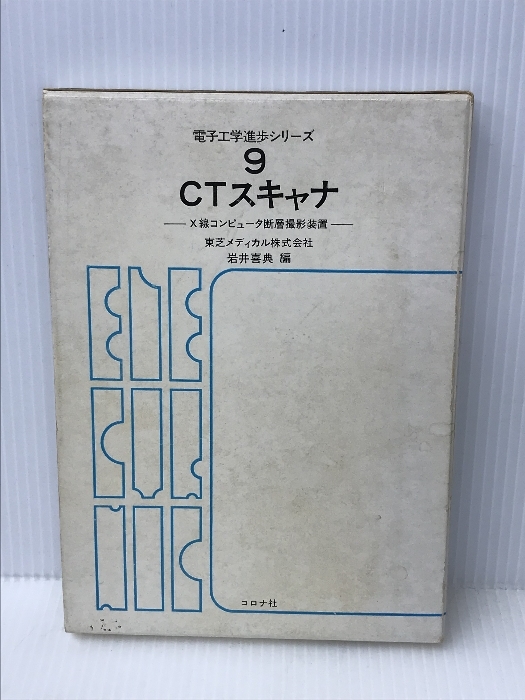 電子工学進歩シリーズ
9
CTスキャナ
— X線コンピュータ断層撮影装置 —
東芝メディカル株式会社
岩井喜典 編
コロナ社